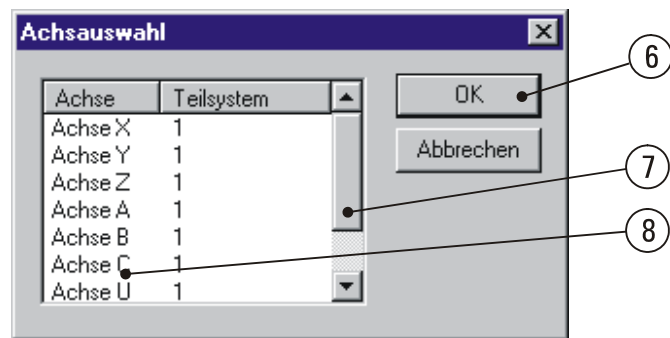 Achsauswahl
Achse Teilsystem
Achse X 1
Achse Y 1
Achse Z 1
Achse A 1
Achse B 1
Achse C 1
Achse U 1
OK
Abbrechen
6
7
8